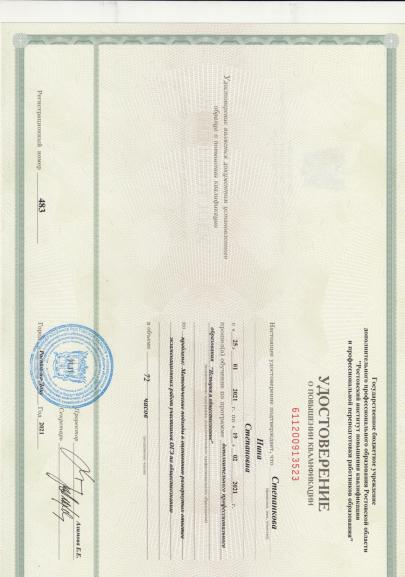 Удостоверение является документом установленного
образца о повышении квалификации
Регистрационный номер 483
Государственное бюджетное учреждение
дополнительного профессионального образования Ростовской области
"Ростовский институт повышения квалификации
и профессиональной переподготовки работников образования"
УДОСТОВЕРЕНИЕ
О ПОВЫШЕНИИ КВАЛИФИКАЦИИ
611200913523
Настоящее удостоверение подтверждает, что Степанкова
Нина
Степановна
в с « 25 » 01 2021 г. по « 19 » 02 2021 г.
прошел(а) обучение по программе дополнительного профессионального
образования "История и обществознание"
по проблеме: Методические подходы к оцениванию развернутых ответов
экзаменационных работ участников ОГЭ по обществознанию
в объеме 72 часов
Директор
Секретарь Алимова Е.Е.
Город Ростов-на-Дону Год 2021